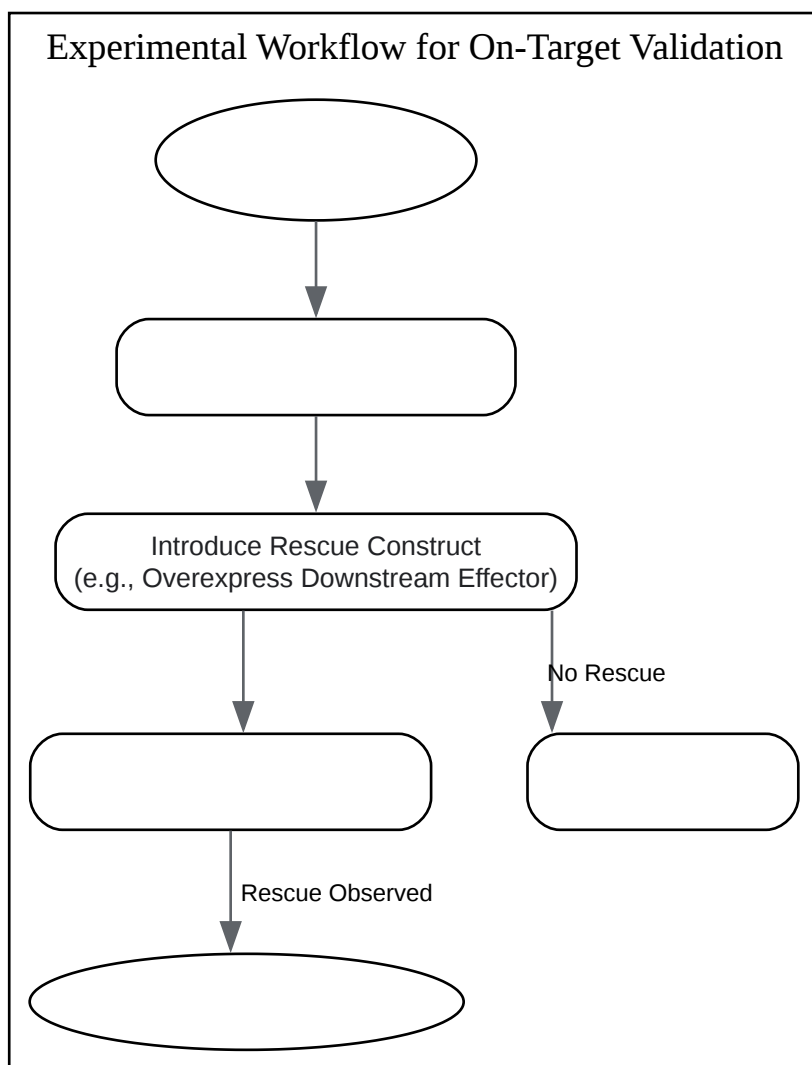 Experimental Workflow for On-Target Validation
Introduce Rescue Construct
(e.g., Overexpress Downstream Effector)
No Rescue
Rescue Observed